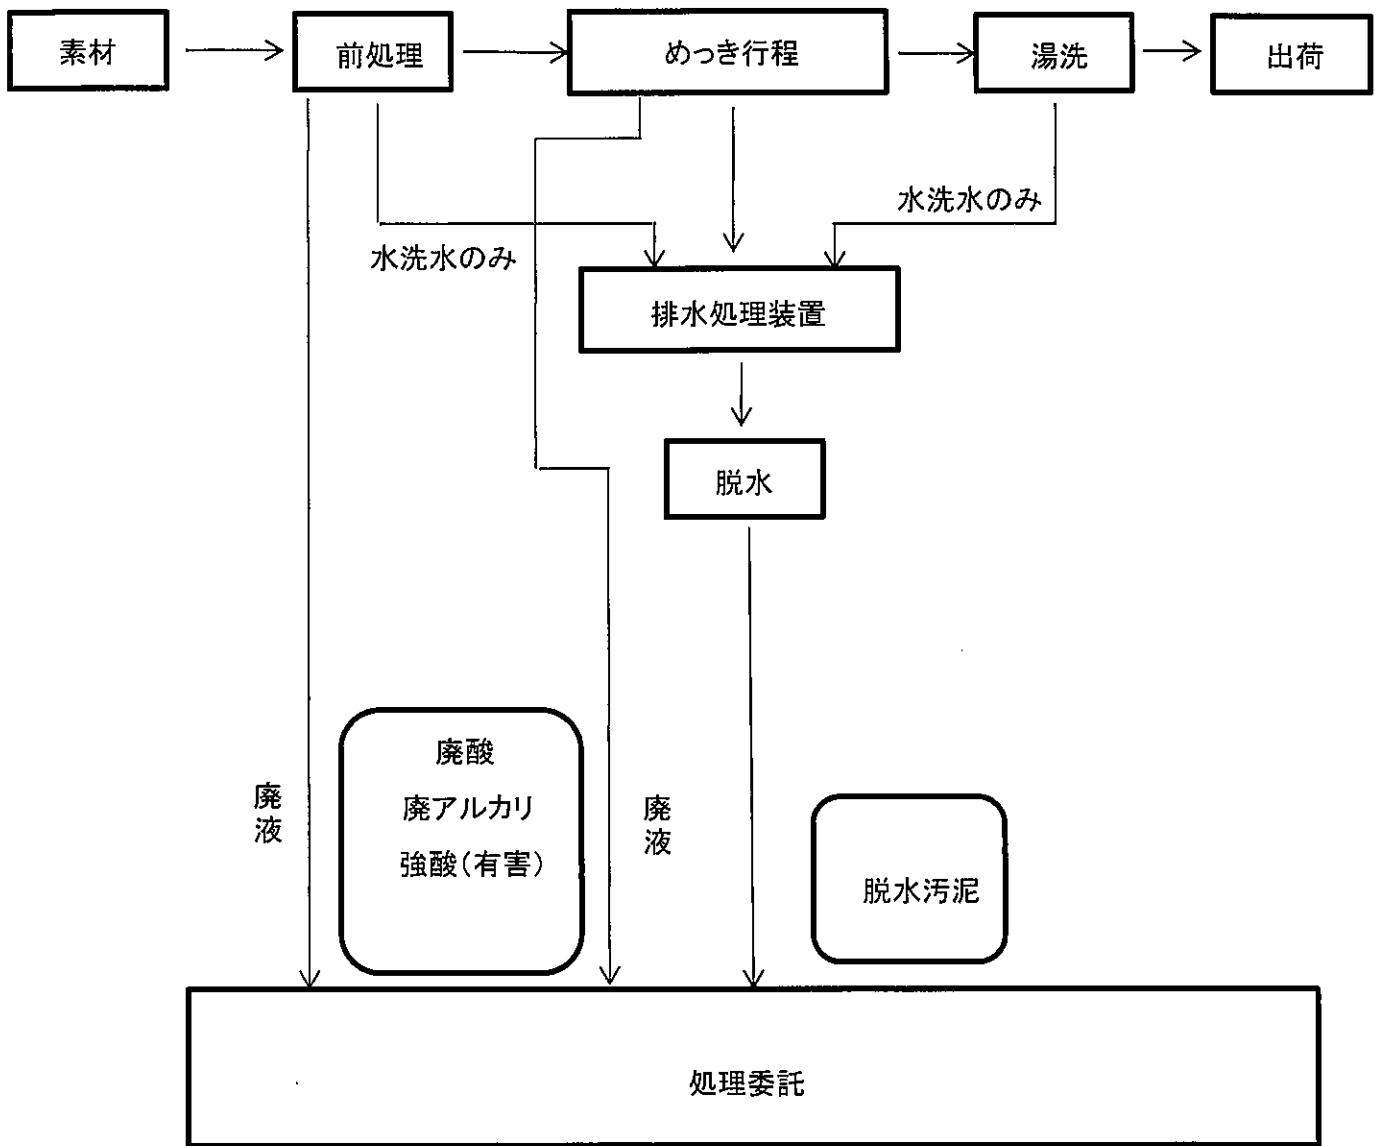 素材
前処理
めっき行程
湯洗
出荷
水洗水のみ
水洗水のみ
排水処理装置
脱水
廃液
廃酸
廃アルカリ
強酸(有害)
廃液
脱水汚泥
処理委託